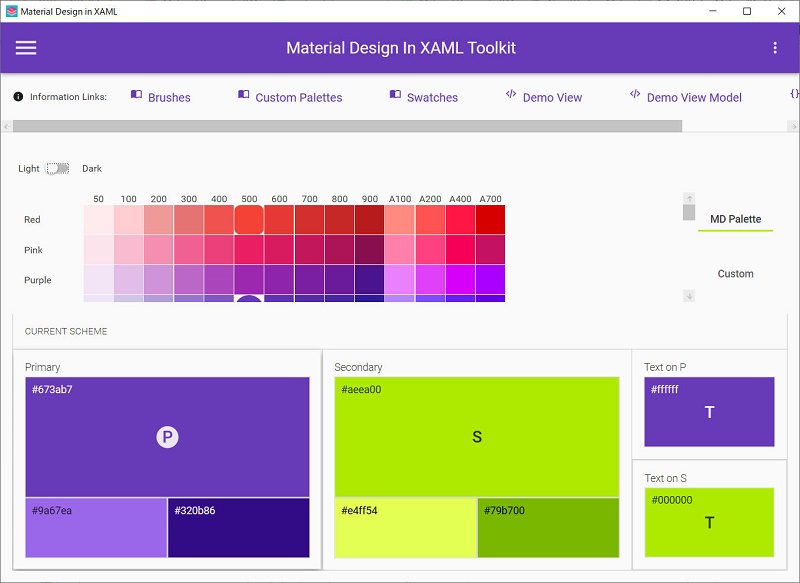 Material Design in XAML
Material Design In XAML Toolkit
Information Links: Brushes Custom Palettes Swatches Demo View Demo View Model
Light Dark
50 100 200 300 400 500 600 700 800 900 A100 A200 A400 A700
Red
Pink
Purple
MD Palette
Custom
CURRENT SCHEME
Primary
#673ab7
P
#9a67ea
#320b86
Secondary
#aeea00
S
#e4ff54
#79b700
Text on P
#ffffff
T
Text on S
#000000
T